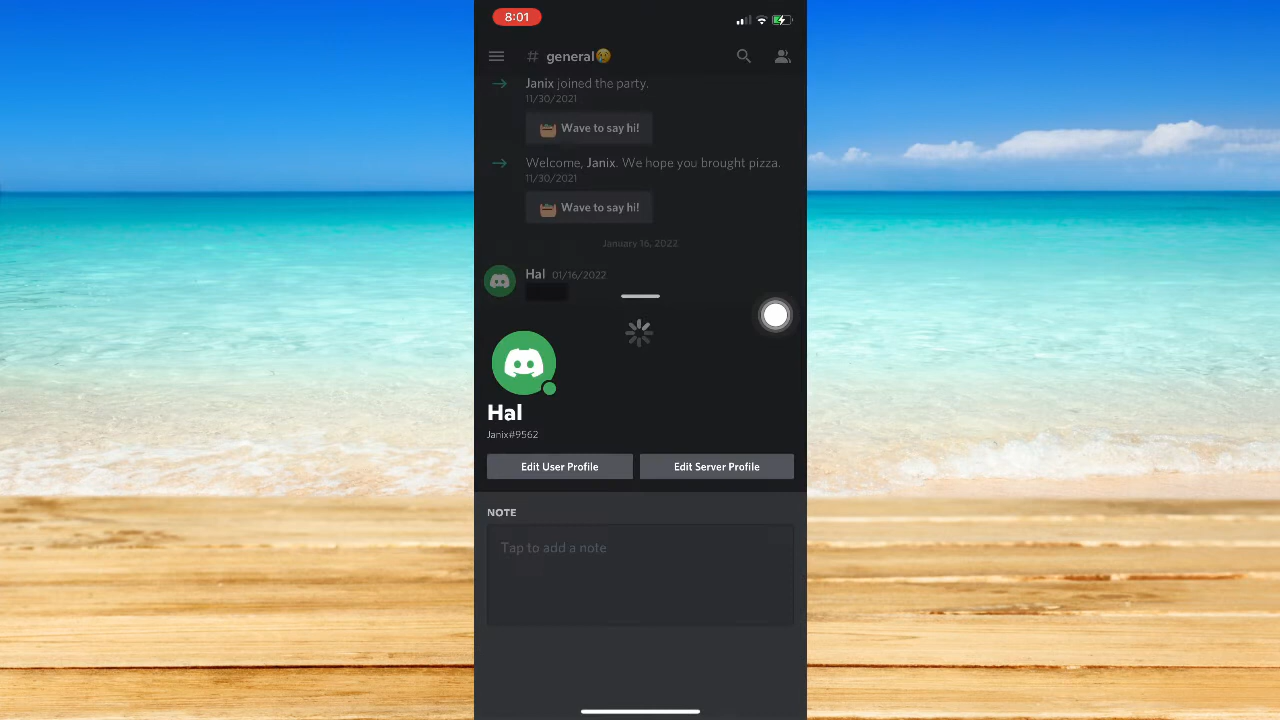 8:01
# general😢
Janix joined the party.
11/30/2021
Wave to say hi!
Welcome, Janix. We hope you brought pizza.
11/30/2021
Wave to say hi!
January 16, 2022
Hal 01/16/2022
Hal
Janix#9562
Edit User Profile
Edit Server Profile
NOTE
Tap to add a note